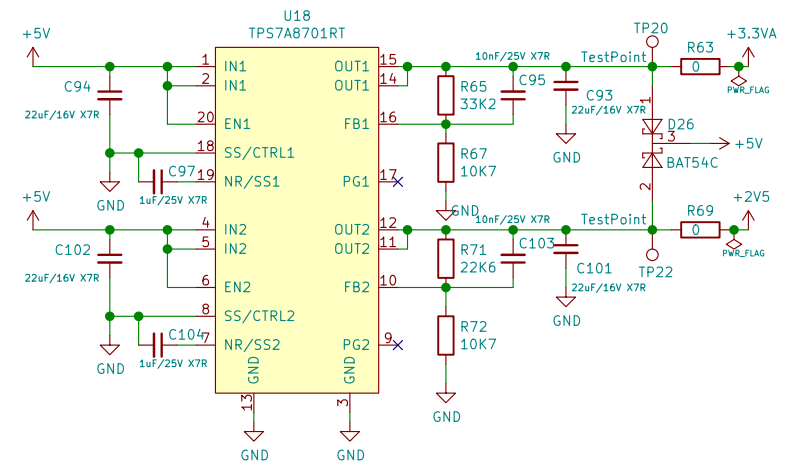 U18
TPS7A8701RT
+5V
C94
22uF/16V X7R
GND
C97
1uF/25V X7R
1
2
20
18
19
IN1
IN1
EN1
SS/CTRL1
NR/SS1
OUT1
OUT1
FB1
PG1
15
14
16
17
R65
33K2
R67
10K7
GND
10nF/25V X7R
C95
C93
22uF/16V X7R
GND
TestPoint
TP20
R63
0
+3.3VA
PWR_FLAG
1
D26
3
+5V
BAT54C
2
+5V
C102
22uF/16V X7R
GND
C104
1uF/25V X7R
4
5
6
8
7
IN2
IN2
EN2
SS/CTRL2
NR/SS2
OUT2
OUT2
FB2
PG2
12
11
10
9
GND
GND
13
3
GND
GND
R71
22K6
R72
10K7
GND
10nF/25V X7R
C103
C101
22uF/16V X7R
GND
TestPoint
TP22
R69
0
+2V5
PWR_FLAG